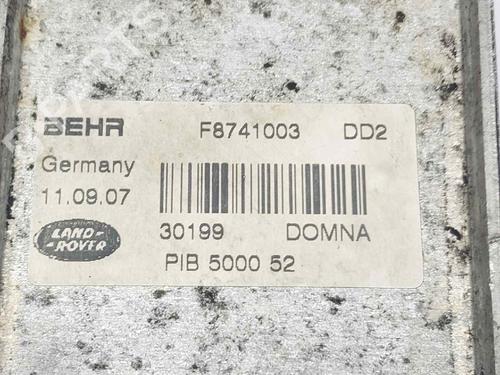 BEHR F8741003 DD2
Germany
11.09.07
LAND-
-ROVER
30199 DOMNA
PIB 5000 52